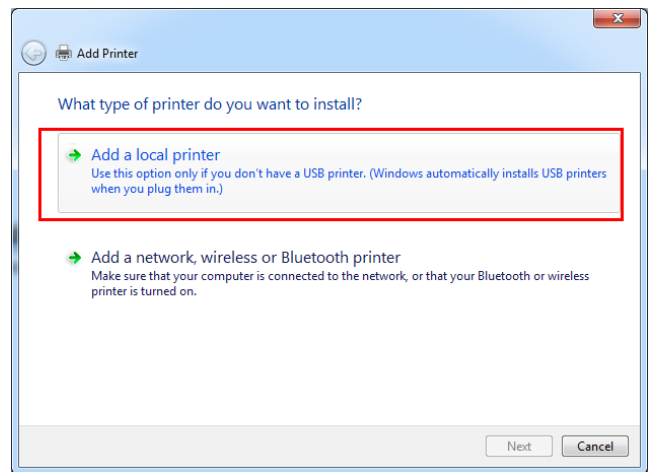 Add Printer
What type of printer do you want to install?
Add a local printer
Use this option only if you don't have a USB printer. (Windows automatically installs USB printers
when you plug them in.)
Add a network, wireless or Bluetooth printer
Make sure that your computer is connected to the network, or that your Bluetooth or wireless
printer is turned on.
Next Cancel